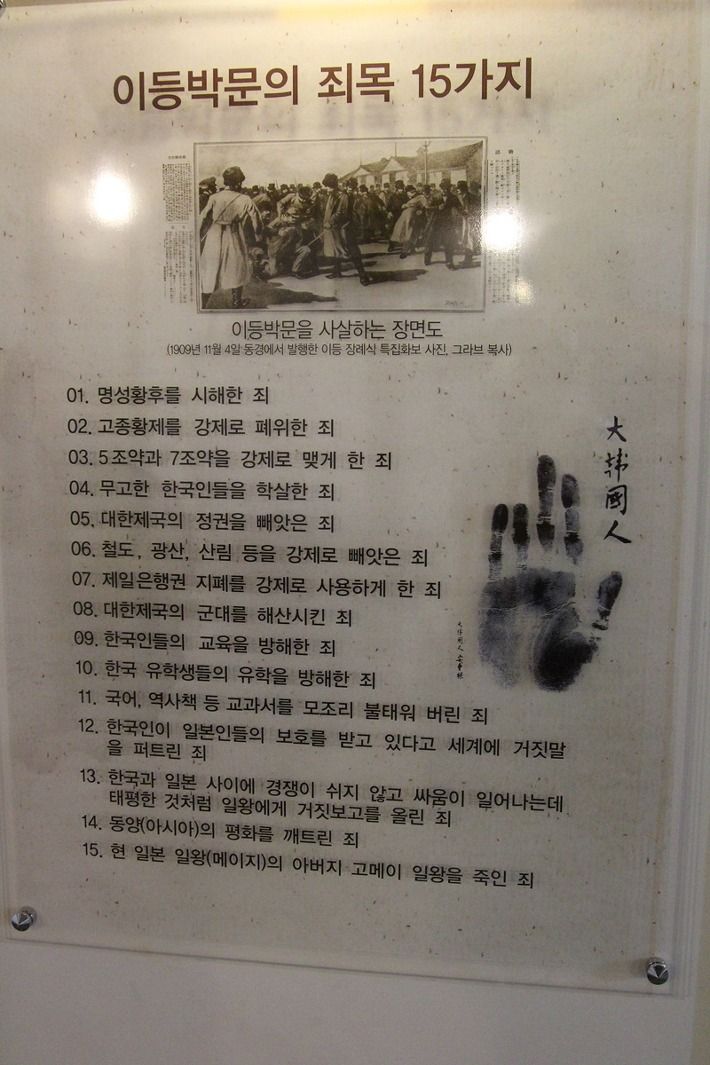 이등박문의 죄목 15가지
이등박문을 사살하는 장면도
(1909년 11월 4일 동경에서 발행한 이등 장례식 특집화보 사진, 그라브 복사)
01. 명성황후를 시해한 죄
02. 고종황제를 강제로 폐위한 죄
03. 5조약과 7조약을 강제로 맺게 한 죄
04. 무고한 한국인들을 학살한 죄
05. 대한제국의 정권을 빼앗은 죄
06. 철도, 광산, 산림 등을 강제로 빼앗은 죄
07. 제일은행권 지폐를 강제로 사용하게 한 죄
08. 대한제국의 군대를 해산시킨 죄
09. 한국인들의 교육을 방해한 죄
10. 한국 유학생들의 유학을 방해한 죄
11. 국어, 역사책 등 교과서를 모조리 불태워 버린 죄
12. 한국인이 일본인들의 보호를 받고 있다고 세계에 거짓말
을 퍼트린 죄
13. 한국과 일본 사이에 경쟁이 쉬지 않고 싸움이 일어나는데
태평한 것처럼 일왕에게 거짓보고를 올린 죄
14. 동양(아시아)의 평화를 깨트린 죄
15. 현 일본 일왕(메이지)의 아버지 고메이 일왕을 죽인 죄
大韓國人
大韓國人 安重根